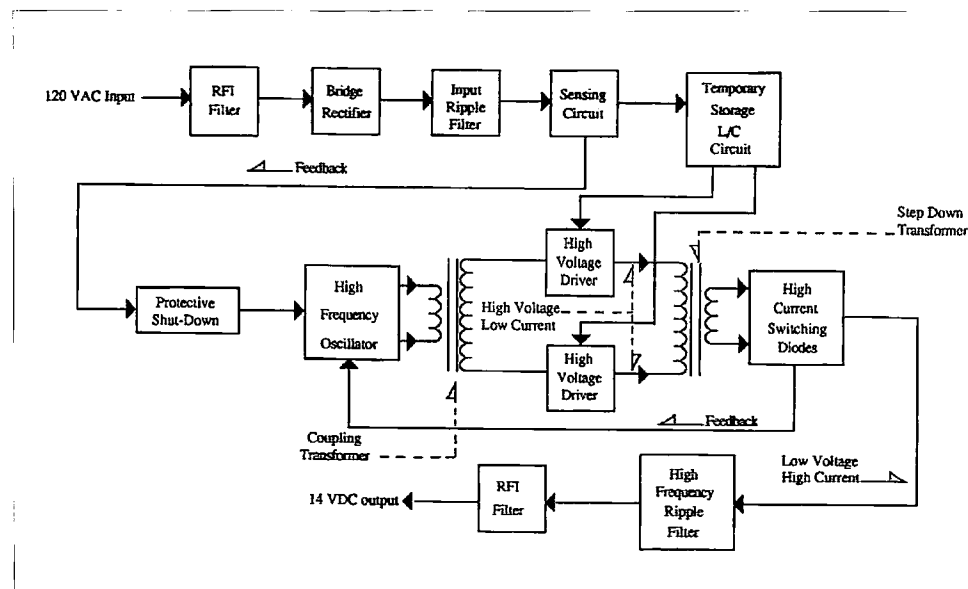 120 VAC Input
RFI
Filter
Bridge
Rectifier
Input
Ripple
Filter
Sensing
Circuit
Temporary
Storage
L/C
Circuit
Feedback
Step Down
Transformer
High
Voltage
Driver
Protective
Shut-Down
High
Frequency
Oscillator
High Voltage
Low Current
High
Voltage
Driver
High
Current
Switching
Diodes
Feedback
Coupling
Transformer
Low Voltage
High Current
14 VDC output
RFI
Filter
High
Frequency
Ripple
Filter